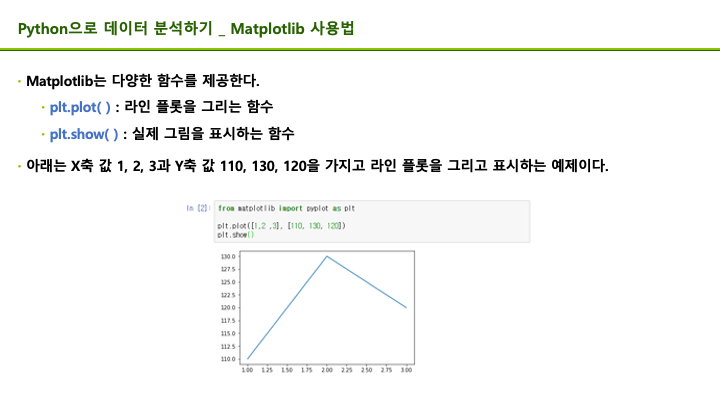 Python으로 데이터 분석하기 _ Matplotlib 사용법
• Matplotlib는 다양한 함수를 제공한다.
• plt.plot( ) : 라인 플롯을 그리는 함수
• plt.show( ) : 실제 그림을 표시하는 함수
• 아래는 X축 값 1, 2, 3과 Y축 값 110, 130, 120을 가지고 라인 플롯을 그리고 표시하는 예제이다.
In [2]: from matplotlib import pyplot as plt
plt.plot([1,2 ,3], [110, 130, 120])
plt.show()
130.0
127.5
125.0
122.5
120.0
117.5
115.0
112.5
110.0
1.00 1.25 1.50 1.75 2.00 2.25 2.50 2.75 3.00